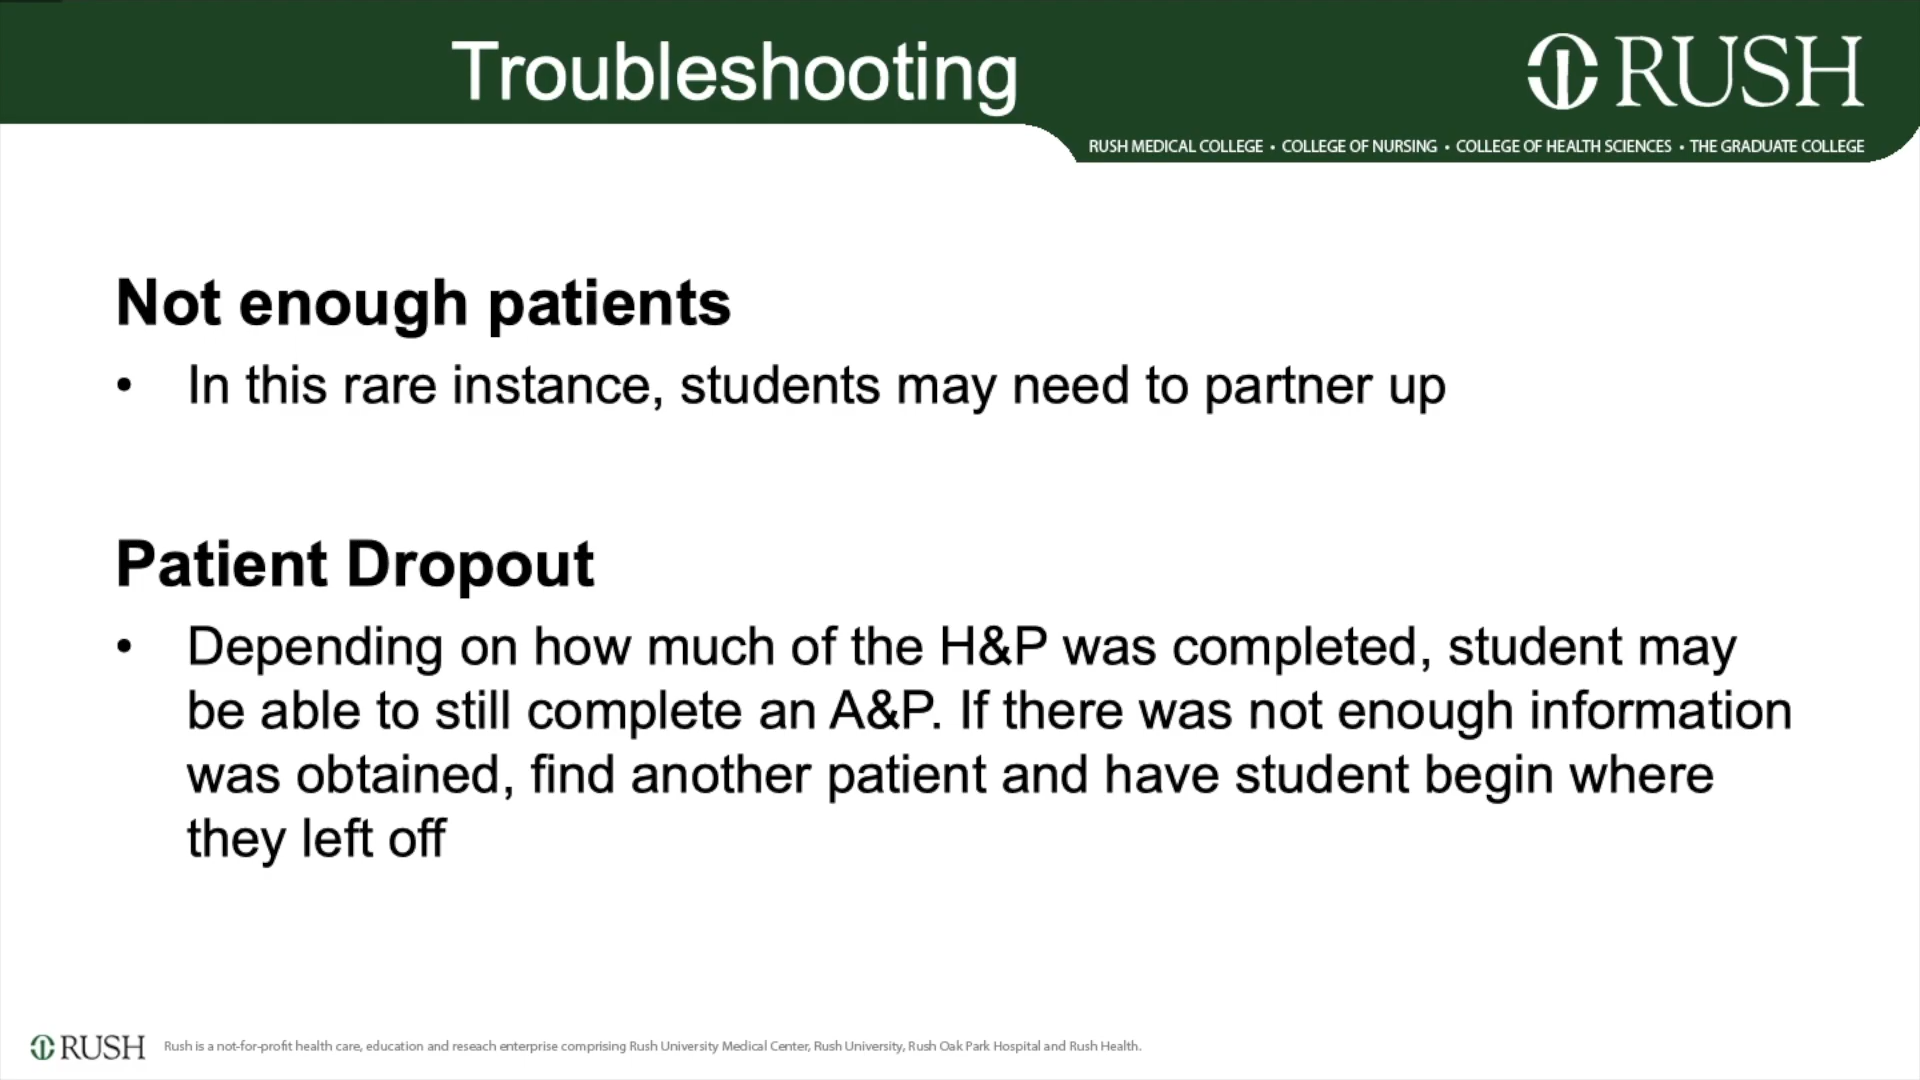 Troubleshooting
RUSH
RUSH MEDICAL COLLEGE • COLLEGE OF NURSING • COLLEGE OF HEALTH SCIENCES • THE GRADUATE COLLEGE
Not enough patients
• In this rare instance, students may need to partner up
Patient Dropout
• Depending on how much of the H&P was completed, student may
be able to still complete an A&P. If there was not enough information
was obtained, find another patient and have student begin where
they left off
RUSH
Rush is a not-for-profit health care, education and reseach enterprise comprising Rush University Medical Center, Rush University, Rush Oak Park Hospital and Rush Health.